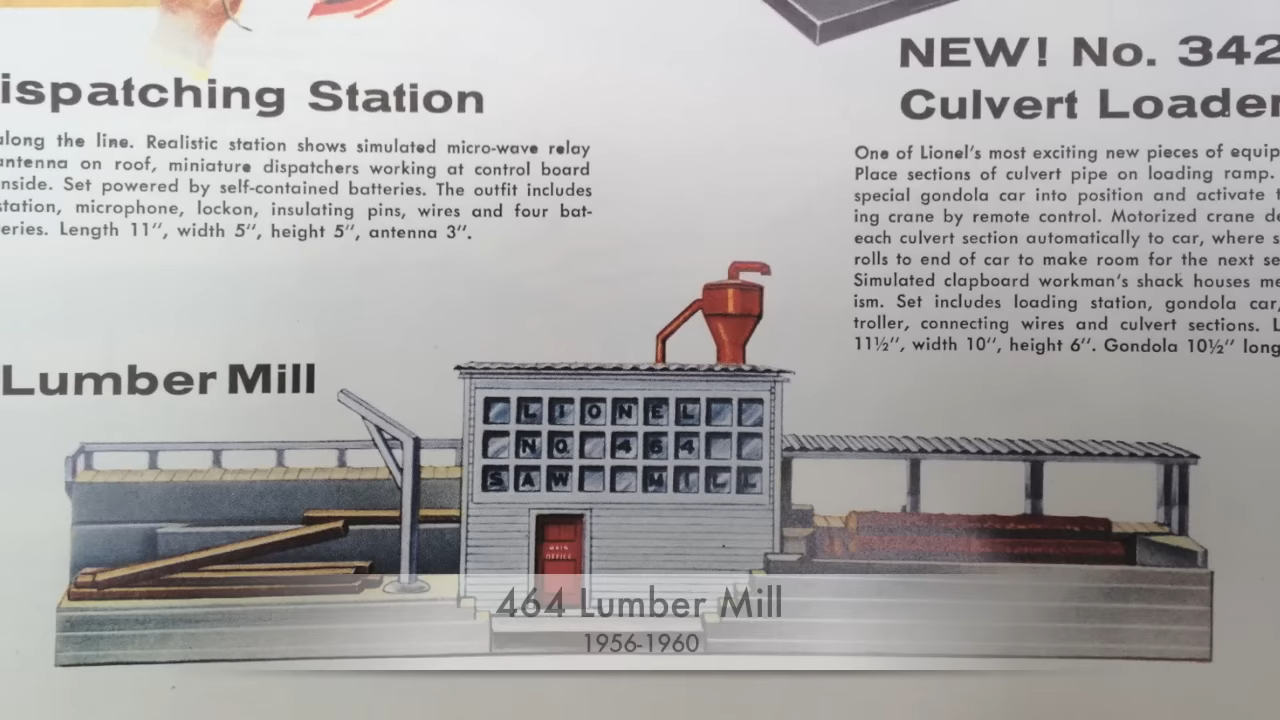 ispatching Station
along the line. Realistic station shows simulated micro-wave relay
antenna on roof, miniature dispatchers working at control board
nside. Set powered by self-contained batteries. The outfit includes
station, microphone, lockon, insulating pins, wires and four bat-
eries. Length 11″, width 5″, height 5″, antenna 3″.
NEW! No. 342
Culvert Loader
One of Lionel's most exciting new pieces of equip
Place sections of culvert pipe on loading ramp.
special gondola car into position and activate t
ing crane by remote control. Motorized crane de
each culvert section automatically to car, where s
rolls to end of car to make room for the next se
Simulated clapboard workman's shack houses me
ism. Set includes loading station, gondola car,
troller, connecting wires and culvert sections. L
11½″, width 10″, height 6″. Gondola 10½″ long
Lumber Mill
LIONEL
NO 464
SAW MILL
MAIN
OFFICE
464 Lumber Mill
1956-1960